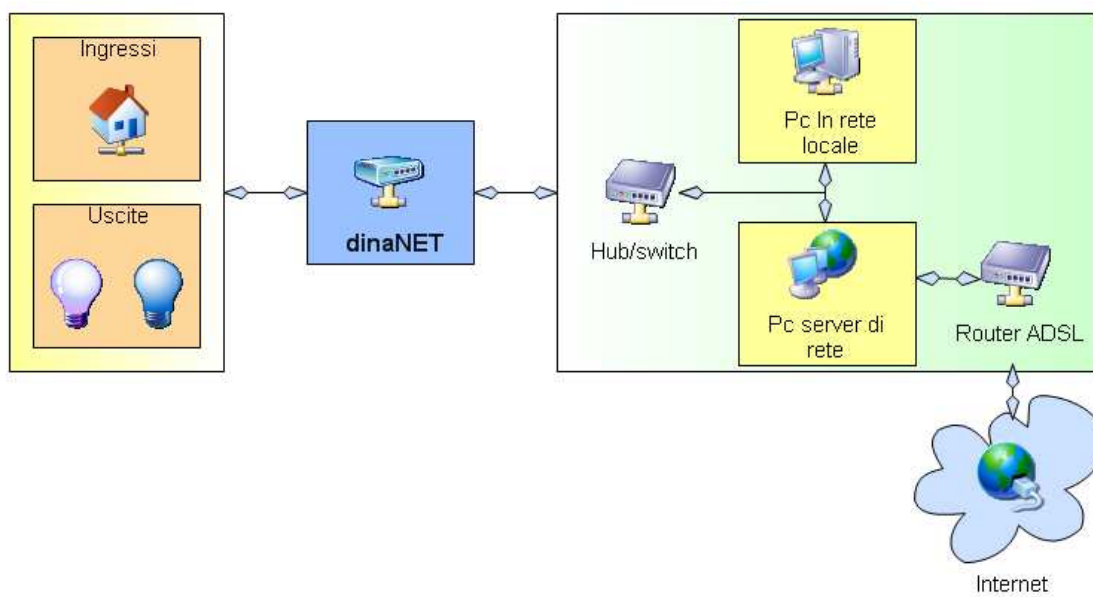 Ingressi
Uscite
dinaNET
Hub/switch
Pc In rete
locale
Pc server di
rete
Router ADSL
Internet